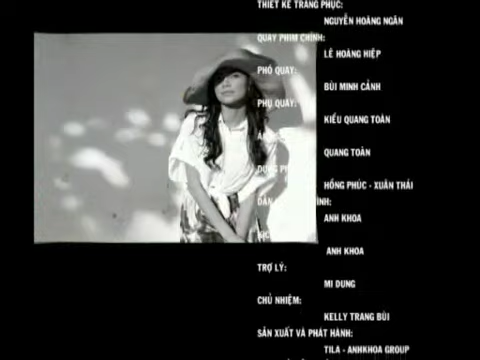 THIẾT KẾ TRANG PHỤC:
NGUYỄN HOÀNG NGÂN
QUAY PHIM CHÍNH:
LÊ HOÀNG HIỆP
PHÓ QUAY:
BÙI MINH CẢNH
PHỤ QUAY:
KIỀU QUANG TOÀN
QUANG TOÀN
HỒNG PHÚC - XUÂN THÁI
ANH KHOA
ANH KHOA
TRỢ LÝ:
MI DUNG
CHỦ NHIỆM:
KELLY TRANG BÙI
SẢN XUẤT VÀ PHÁT HÀNH:
TILA - ANHKHOA GROUP